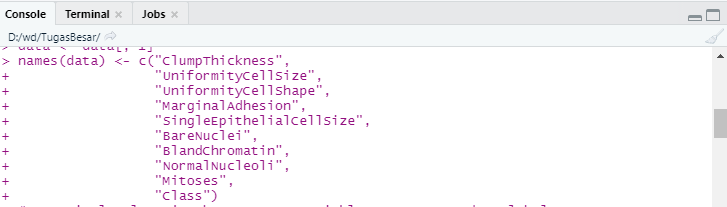 Console Terminal × Jobs ×
D:/wd/TugasBesar/
> data <- data[,-1]
> names(data) <- c("ClumpThickness",
+ "UniformityCellSize",
+ "UniformityCellShape",
+ "MarginalAdhesion",
+ "SingleEpithelialCellSize",
+ "BareNuclei",
+ "BlandChromatin",
+ "NormalNucleoli",
+ "Mitoses",
+ "Class")